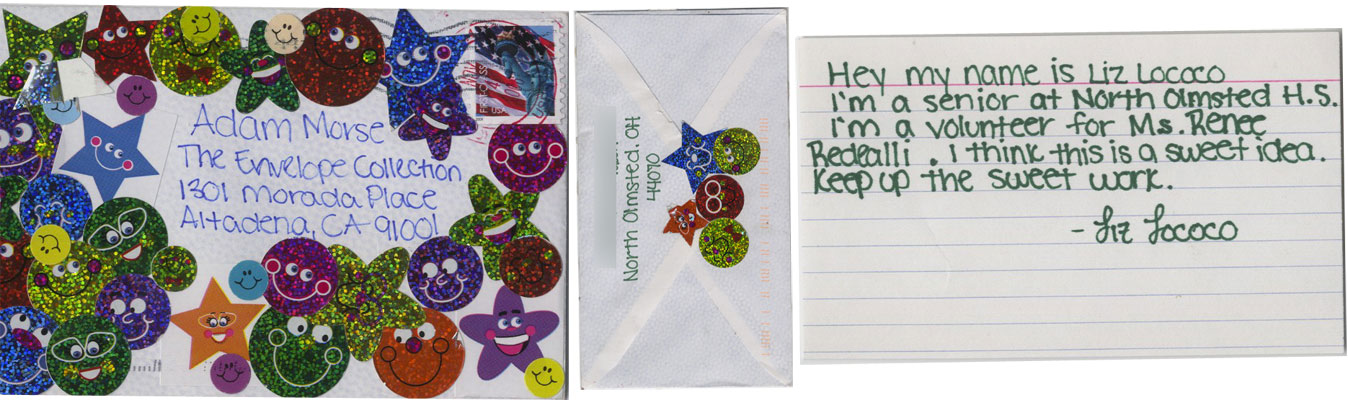 Adam Morse
The Envelope Collection
1301 Morada Place
Altadena, CA 91001
North Olmsted, OH
44070
Hey my name is Liz Lococo
I'm a senior at North Olmsted H.S.
I'm a volunteer for Ms. Renee
Redealli. I think this is a sweet idea.
Keep up the sweet work.
- Liz Lococo